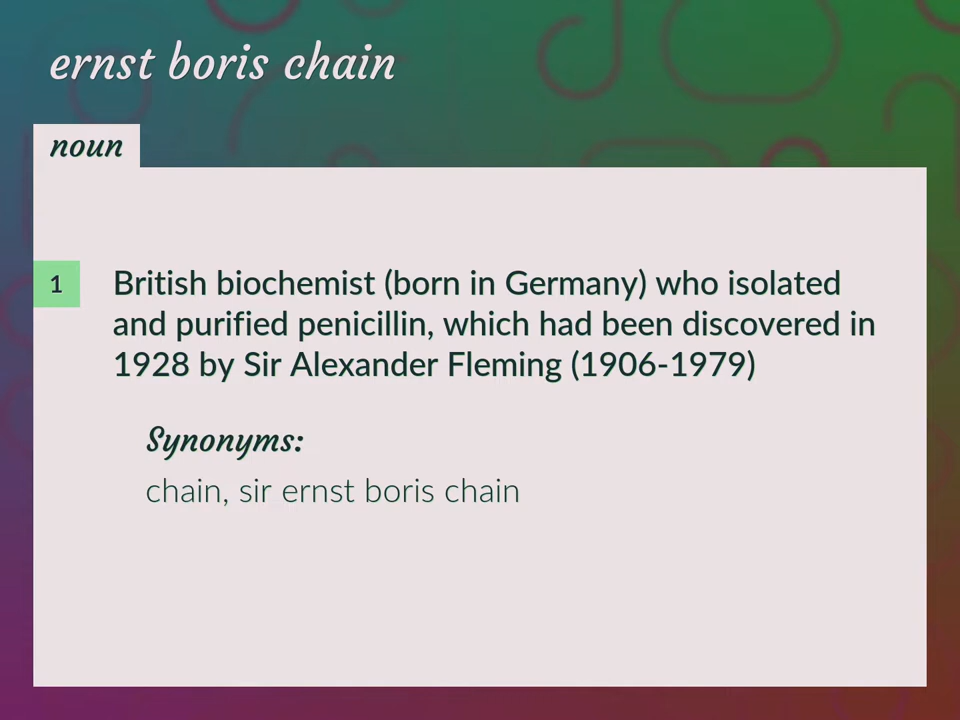 ernst boris chain
noun
1
British biochemist (born in Germany) who isolated
and purified penicillin, which had been discovered in
1928 by Sir Alexander Fleming (1906-1979)
Synonyms:
chain, sir ernst boris chain